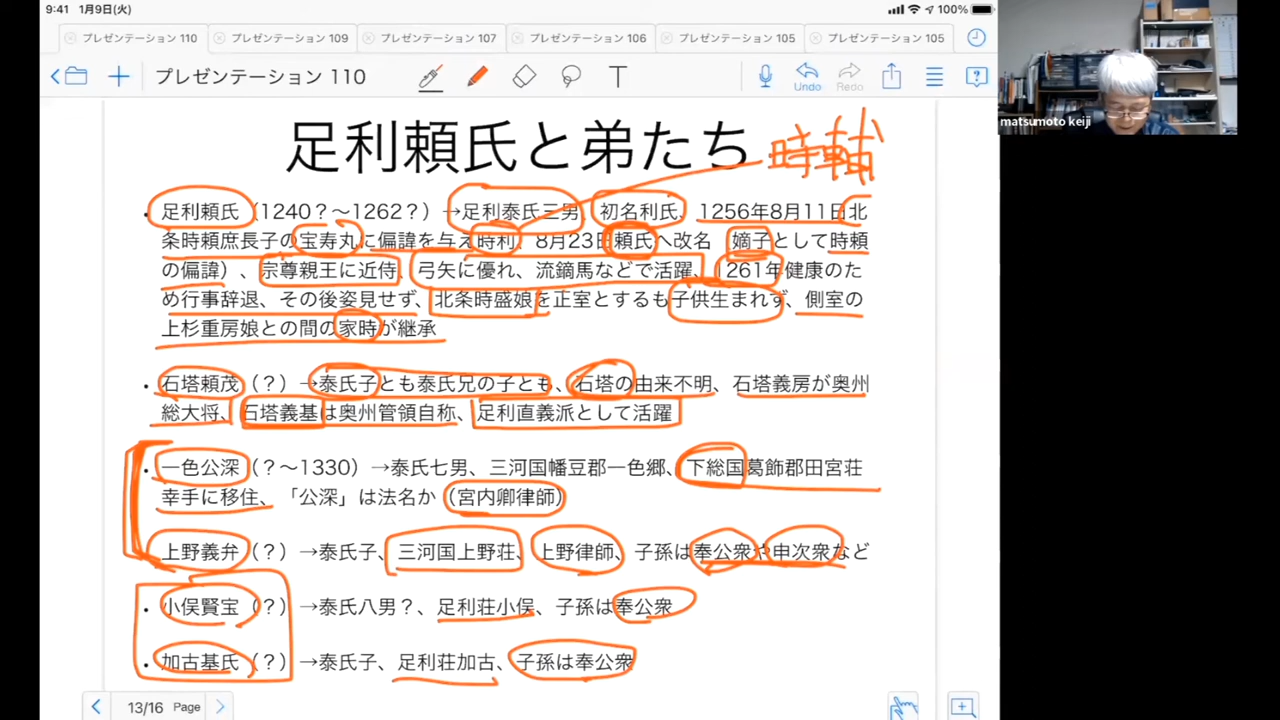 9:41 1月9日(火)
100%
プレゼンテーション 110
プレゼンテーション 109
プレゼンテーション 107
プレゼンテーション 106
プレゼンテーション 105
プレゼンテーション 105
プレゼンテーション 110
Undo
Redo
matsumoto keiji
足利頼氏と弟たち
時輔
・足利頼氏（1240？〜1262？）→足利泰氏三男、初名利氏、1256年8月11日北
条時頼庶長子の宝寿丸に偏諱を与え時利、8月23日頼氏へ改名（嫡子として時頼
の偏諱）、宗尊親王に近侍、弓矢に優れ、流鏑馬などで活躍、1261年健康のた
め行事辞退、その後姿見せず、北条時盛娘を正室とするも子供生まれず、側室の
上杉重房娘との間の家時が継承
・石塔頼茂（？）→泰氏子とも泰氏兄の子とも、石塔の由来不明、石塔義房が奥州
総大将、石塔義基は奥州管領自称、足利直義派として活躍
・一色公深（？〜1330）→泰氏七男、三河国幡豆郡一色郷、下総国葛飾郡田宮荘
幸手に移住、「公深」は法名か（宮内卿律師）
・上野義弁（？）→泰氏子、三河国上野荘、上野律師、子孫は奉公衆や申次衆など
・小俣賢宝（？）→泰氏八男？、足利荘小俣、子孫は奉公衆
・加古基氏（？）→泰氏子、足利荘加古、子孫は奉公衆
13/16 Page